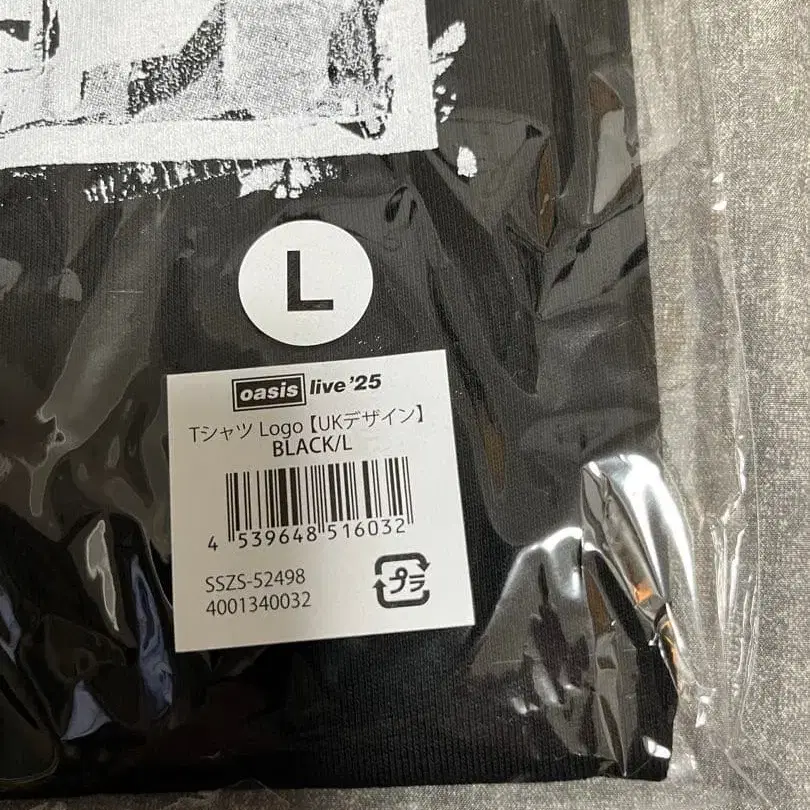 L
oasis live '25
Tシャツ Logo【UKデザイン】
BLACK/L
4 539648 516032
SSZS-52498
4001340032
プラ